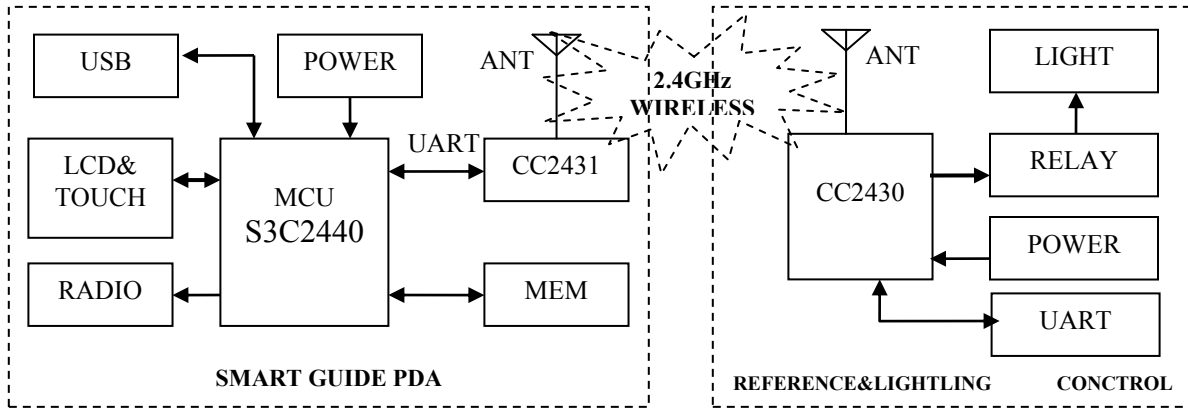 USB
POWER
ANT
UART
LCD&
TOUCH
MCU
S3C2440
CC2431
RADIO
MEM
SMART GUIDE PDA
2.4GHz
WIRELESS
ANT
LIGHT
CC2430
RELAY
POWER
UART
REFERENCE&LIGHTLING CONCTROL